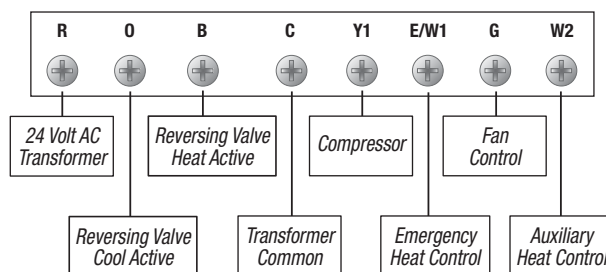 R O B C Y1 E/W1 G W2
24 Volt AC
Transformer
Reversing Valve
Heat Active
Compressor
Fan
Control
Reversing Valve
Cool Active
Transformer
Common
Emergency
Heat Control
Auxiliary
Heat Control